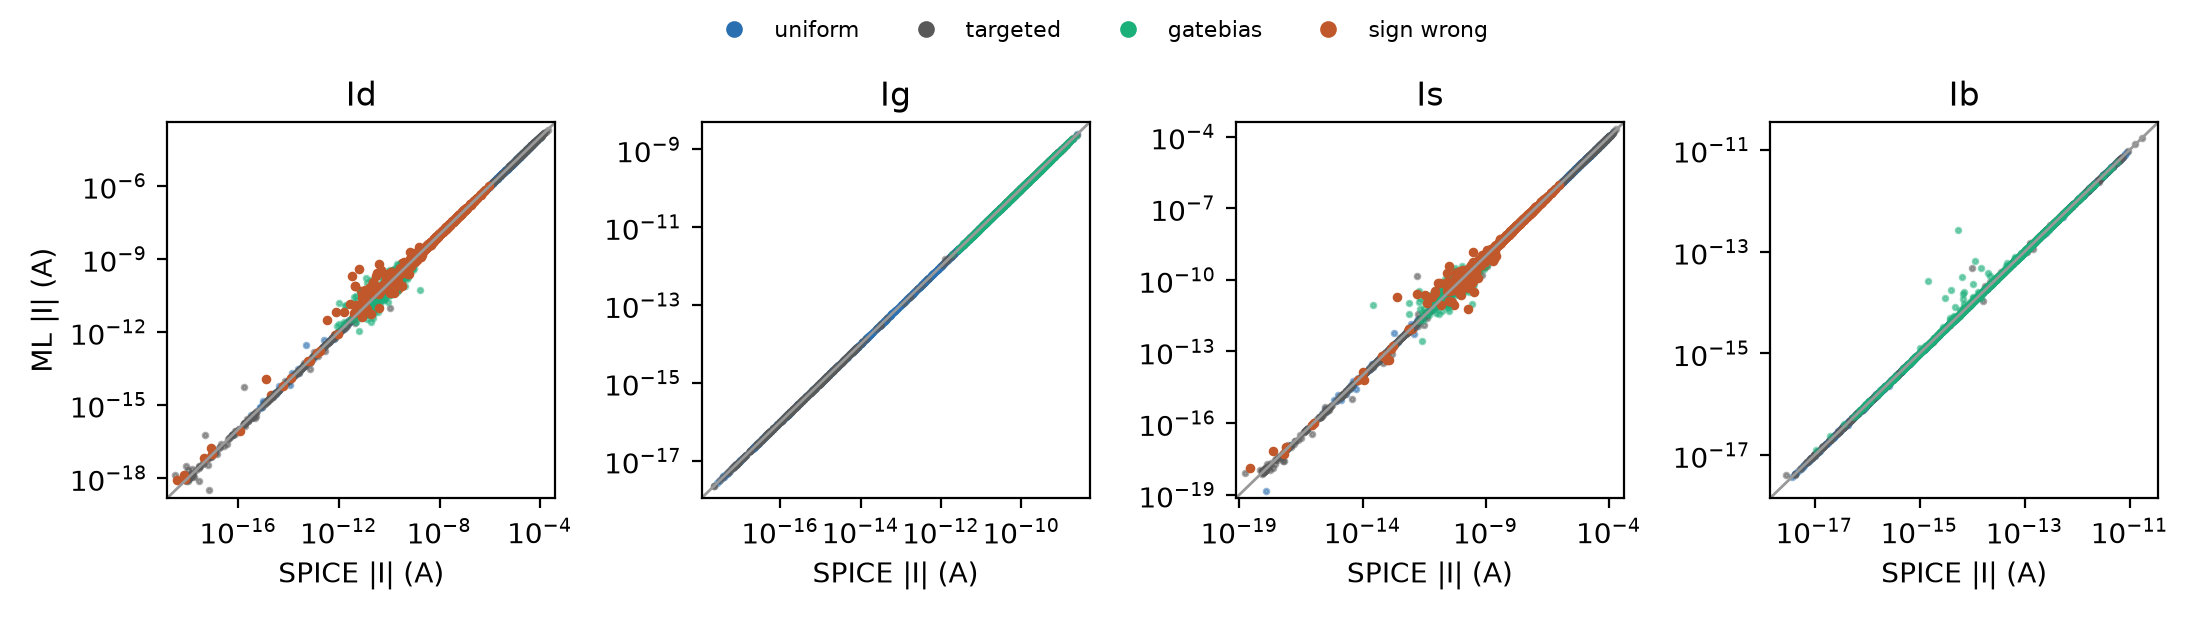 uniform targeted gatebias sign wrong
Id Ig Is Ib
ML |I| (A)
10⁻⁶
10⁻⁹
10⁻¹²
10⁻¹⁵
10⁻¹⁸
10⁻¹⁶ 10⁻¹² 10⁻⁸ 10⁻⁴
SPICE |I| (A)
10⁻⁹
10⁻¹¹
10⁻¹³
10⁻¹⁵
10⁻¹⁷
10⁻¹⁶ 10⁻¹⁴ 10⁻¹² 10⁻¹⁰
SPICE |I| (A)
10⁻⁴
10⁻⁷
10⁻¹⁰
10⁻¹³
10⁻¹⁶
10⁻¹⁹
10⁻¹⁹ 10⁻¹⁴ 10⁻⁹ 10⁻⁴
SPICE |I| (A)
10⁻¹¹
10⁻¹³
10⁻¹⁵
10⁻¹⁷
10⁻¹⁷ 10⁻¹⁵ 10⁻¹³ 10⁻¹¹
SPICE |I| (A)